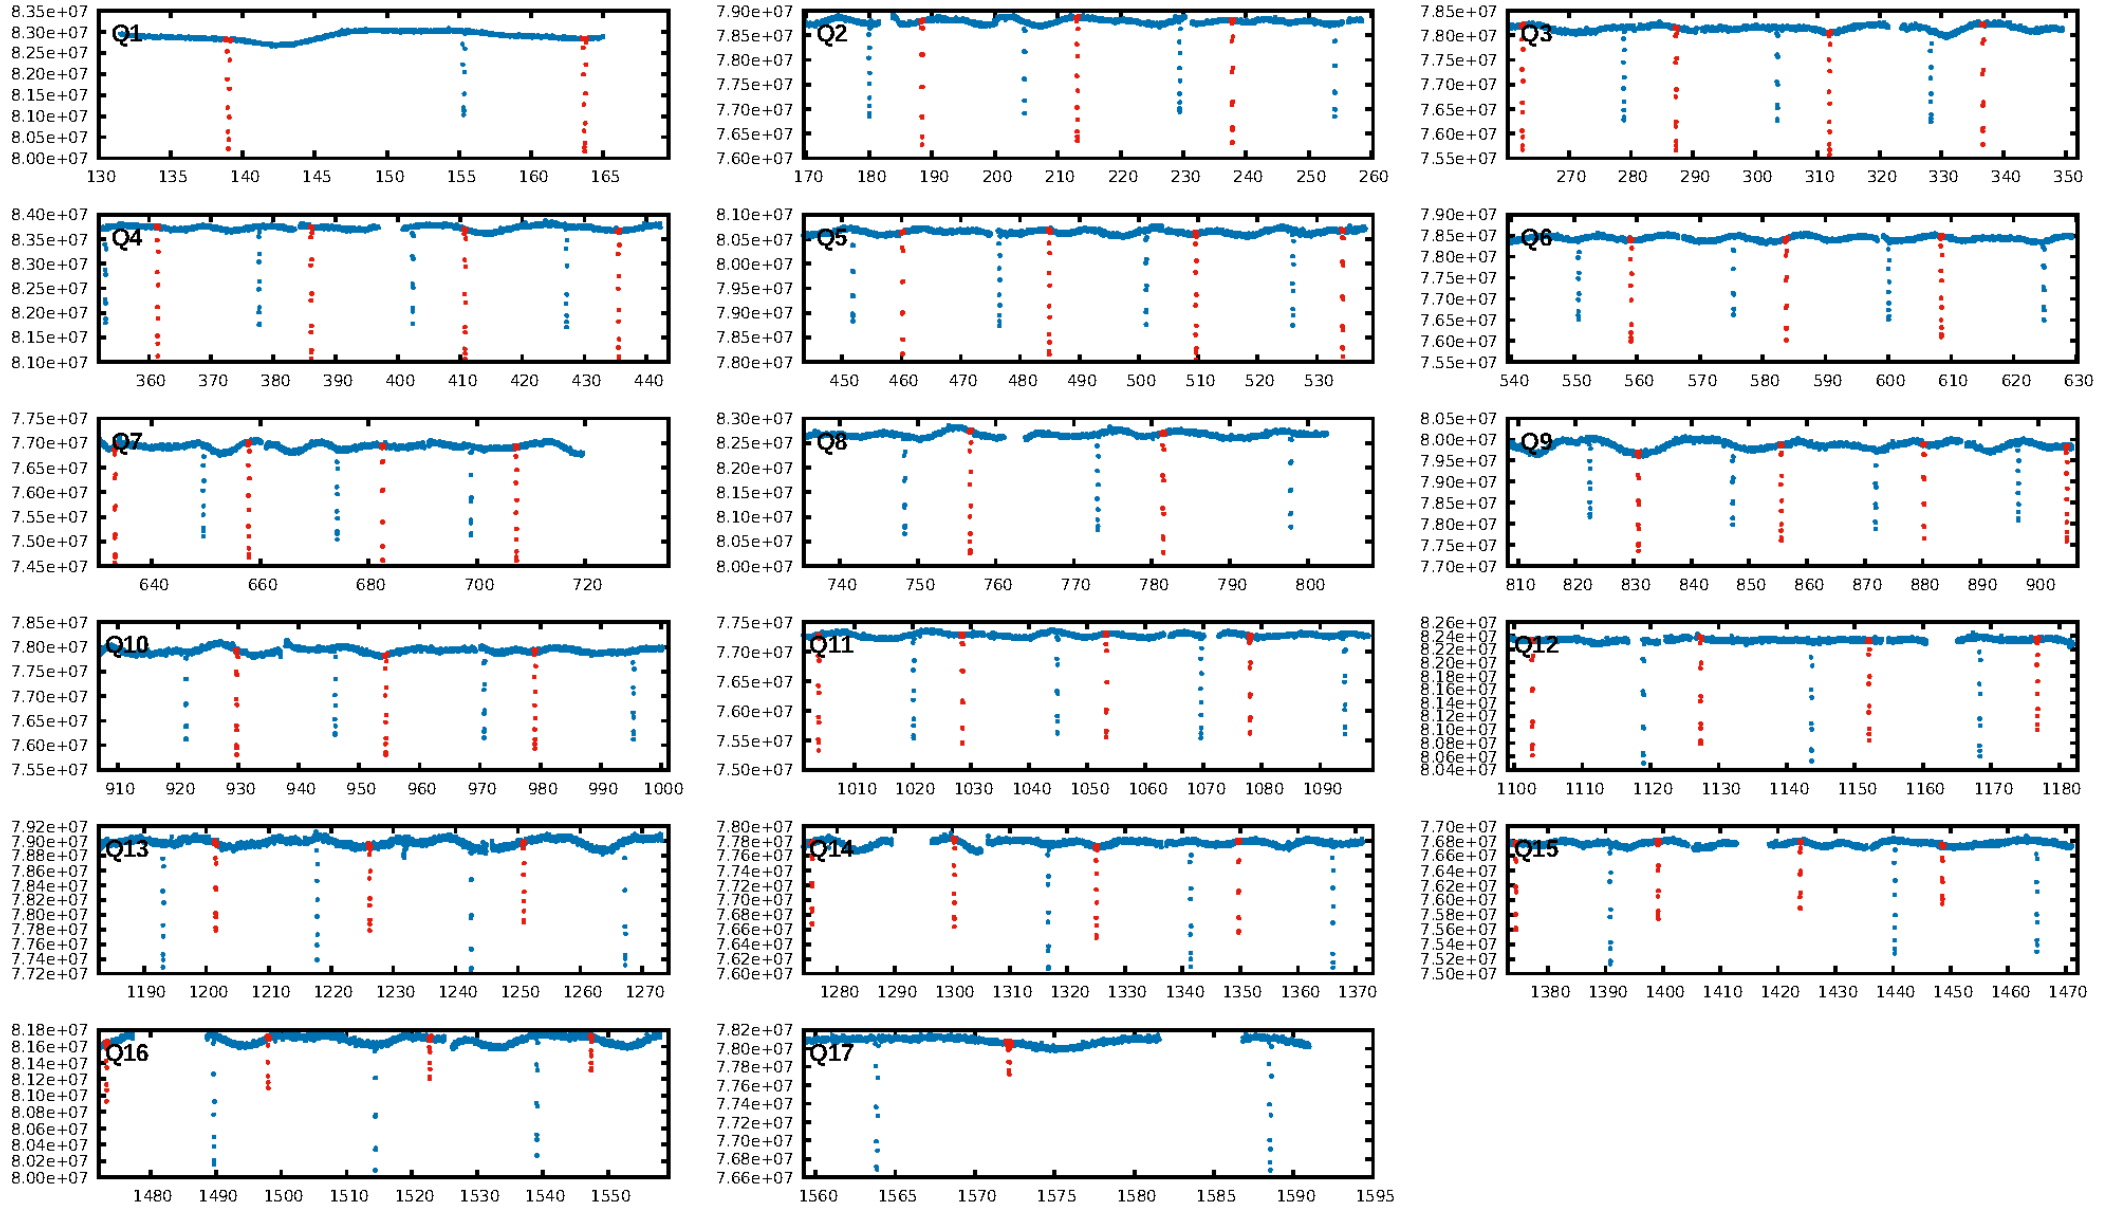 8.35e+07
8.30e+07
8.25e+07
8.20e+07
8.15e+07
8.10e+07
8.05e+07
8.00e+07
Q1
130 135 140 145 150 155 160 165
7.90e+07
7.85e+07
7.80e+07
7.75e+07
7.70e+07
7.65e+07
7.60e+07
Q2
170 180 190 200 210 220 230 240 250 260
7.85e+07
7.80e+07
7.75e+07
7.70e+07
7.65e+07
7.60e+07
7.55e+07
Q3
270 280 290 300 310 320 330 340 350
8.40e+07
8.35e+07
8.30e+07
8.25e+07
8.20e+07
8.15e+07
8.10e+07
Q4
360 370 380 390 400 410 420 430 440
8.10e+07
8.05e+07
8.00e+07
7.95e+07
7.90e+07
7.85e+07
7.80e+07
Q5
450 460 470 480 490 500 510 520 530
7.90e+07
7.85e+07
7.80e+07
7.75e+07
7.70e+07
7.65e+07
7.60e+07
7.55e+07
Q6
540 550 560 570 580 590 600 610 620 630
7.75e+07
7.70e+07
7.65e+07
7.60e+07
7.55e+07
7.50e+07
7.45e+07
Q7
640 660 680 700 720
8.30e+07
8.25e+07
8.20e+07
8.15e+07
8.10e+07
8.05e+07
8.00e+07
Q8
740 750 760 770 780 790 800
8.05e+07
8.00e+07
7.95e+07
7.90e+07
7.85e+07
7.80e+07
7.75e+07
7.70e+07
Q9
810 820 830 840 850 860 870 880 890 900
7.85e+07
7.80e+07
7.75e+07
7.70e+07
7.65e+07
7.60e+07
7.55e+07
Q10
910 920 930 940 950 960 970 980 990 1000
7.75e+07
7.70e+07
7.65e+07
7.60e+07
7.55e+07
7.50e+07
Q11
1010 1020 1030 1040 1050 1060 1070 1080 1090
8.26e+07
8.24e+07
8.22e+07
8.20e+07
8.18e+07
8.16e+07
8.14e+07
8.12e+07
8.10e+07
8.08e+07
8.06e+07
8.04e+07
Q12
1100 1110 1120 1130 1140 1150 1160 1170 1180
7.92e+07
7.90e+07
7.88e+07
7.86e+07
7.84e+07
7.82e+07
7.80e+07
7.78e+07
7.76e+07
7.74e+07
7.72e+07
Q13
1190 1200 1210 1220 1230 1240 1250 1260 1270
7.80e+07
7.78e+07
7.76e+07
7.74e+07
7.72e+07
7.70e+07
7.68e+07
7.66e+07
7.64e+07
7.62e+07
7.60e+07
Q14
1280 1290 1300 1310 1320 1330 1340 1350 1360 1370
7.70e+07
7.68e+07
7.66e+07
7.64e+07
7.62e+07
7.60e+07
7.58e+07
7.56e+07
7.54e+07
7.52e+07
7.50e+07
Q15
1380 1390 1400 1410 1420 1430 1440 1450 1460 1470
8.18e+07
8.16e+07
8.14e+07
8.12e+07
8.10e+07
8.08e+07
8.06e+07
8.04e+07
8.02e+07
8.00e+07
Q16
1480 1490 1500 1510 1520 1530 1540 1550
7.82e+07
7.80e+07
7.78e+07
7.76e+07
7.74e+07
7.72e+07
7.70e+07
7.68e+07
7.66e+07
Q17
1560 1565 1570 1575 1580 1585 1590 1595